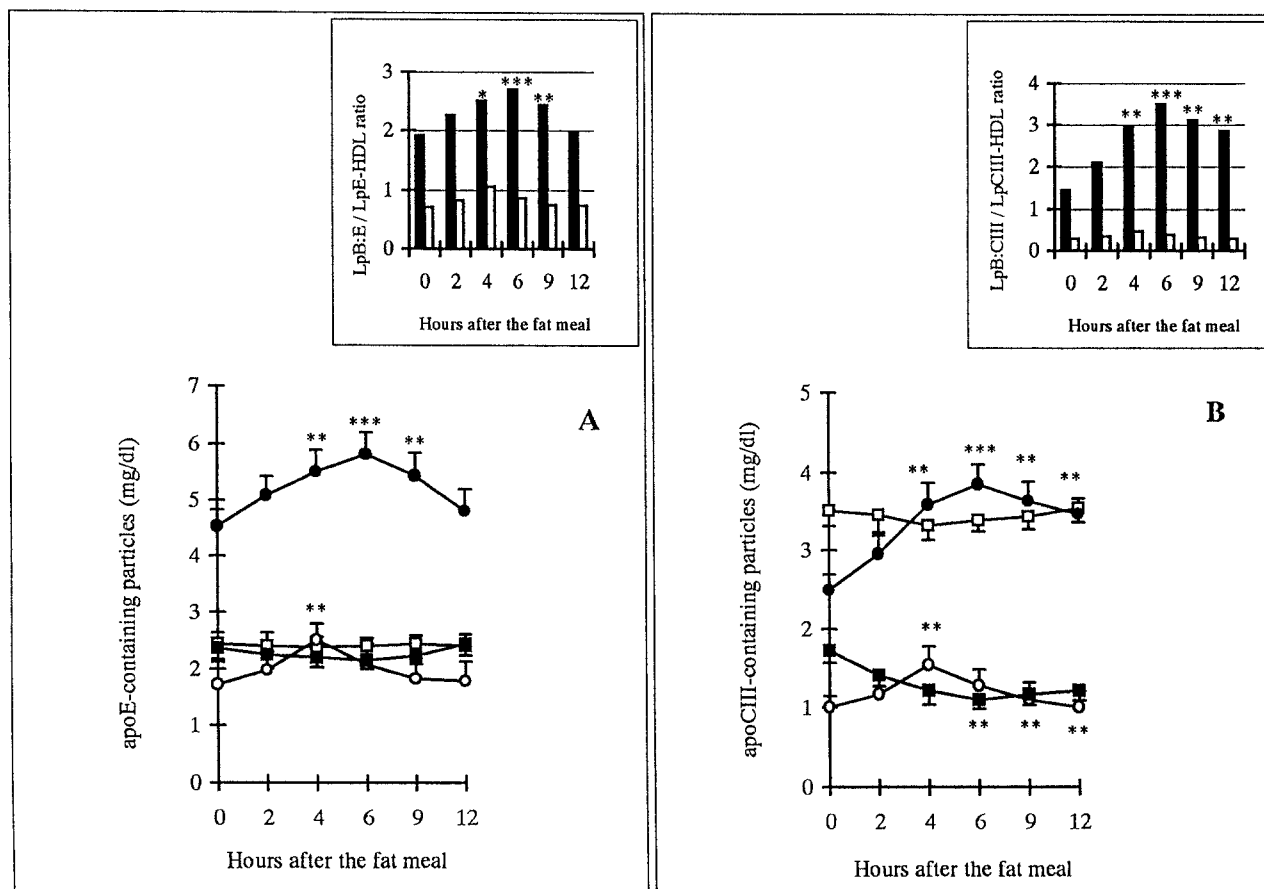 LpB:E / LpE-HDL ratio
3
2
1
0
*
***
**
0 2 4 6 9 12
Hours after the fat meal
A
apoE-containing particles (mg/dl)
7
6
5
4
3
2
1
0
**
***
**
**
0 2 4 6 9 12
Hours after the fat meal
LpB:CIII / LpCIII-HDL ratio
4
3
2
1
0
**
***
**
**
0 2 4 6 9 12
Hours after the fat meal
B
apoCIII-containing particles (mg/dl)
5
4
3
2
1
0
**
***
**
**
**
** ** **
0 2 4 6 9 12
Hours after the fat meal